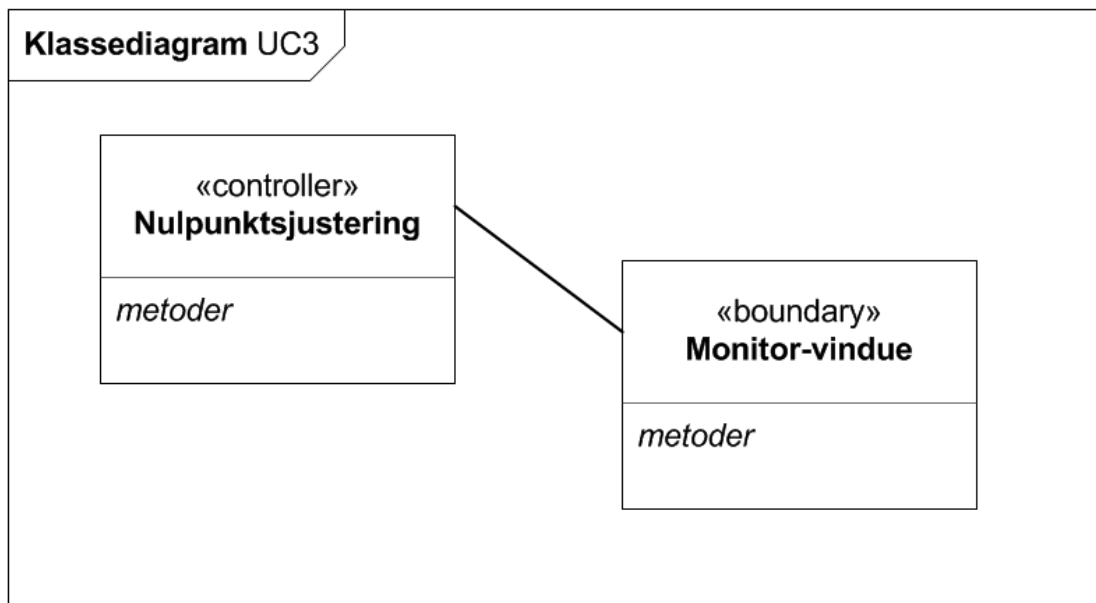 Klassediagram UC3
«controller»
Nulpunktsjustering
metoder
«boundary»
Monitor-vindue
metoder